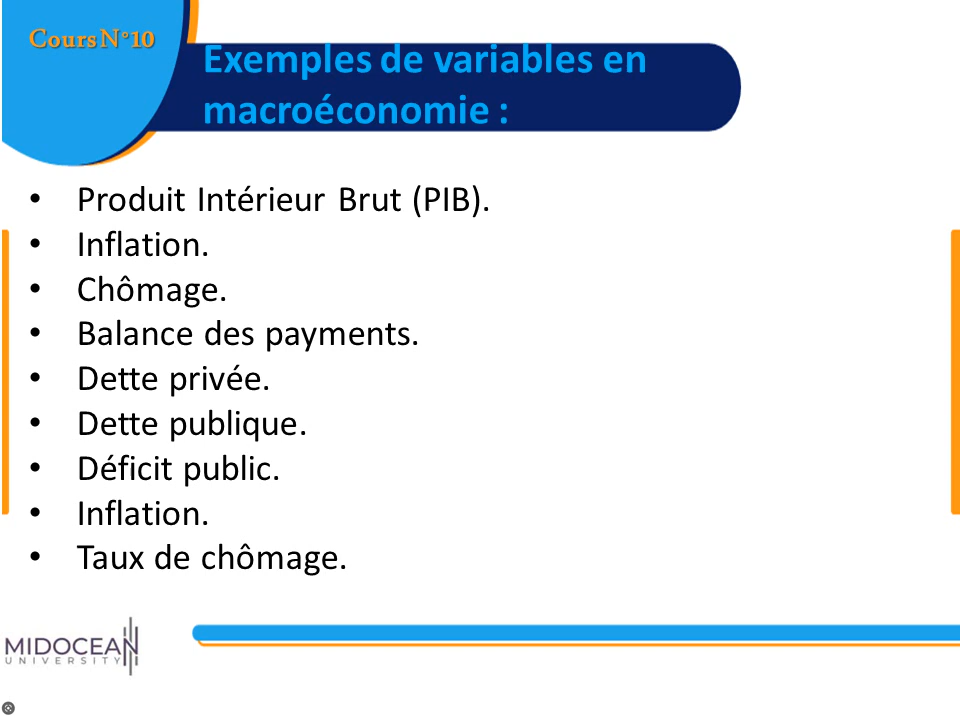 Cours N°10
Exemples de variables en
macroéconomie :
• Produit Intérieur Brut (PIB).
• Inflation.
• Chômage.
• Balance des payments.
• Dette privée.
• Dette publique.
• Déficit public.
• Inflation.
• Taux de chômage.
MIDOCEAN
UNIVERSITY